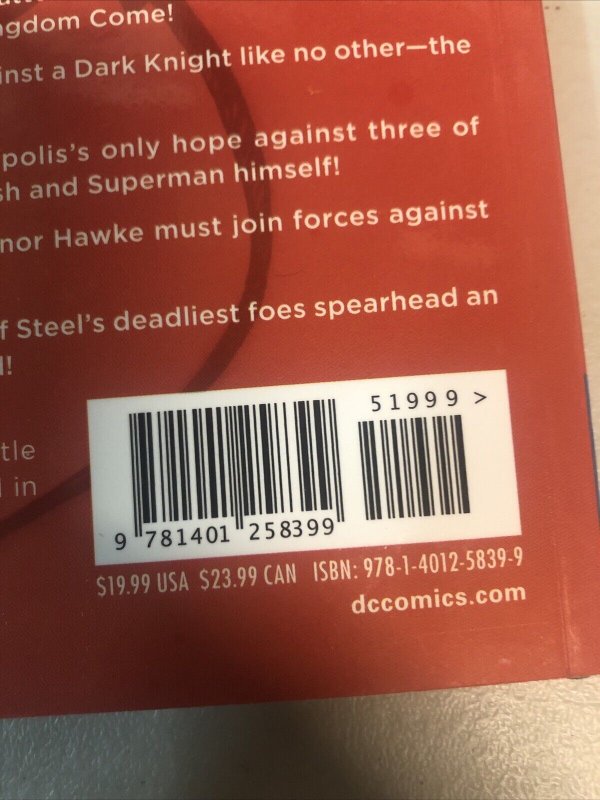 ngdom Come!
inst a Dark Knight like no other—the
polis's only hope against three of
sh and Superman himself!
nor Hawke must join forces against
f Steel's deadliest foes spearhead an
!
tle
in
51999 >
9 781401 258399
$19.99 USA $23.99 CAN ISBN: 978-1-4012-5839-9
dccomics.com